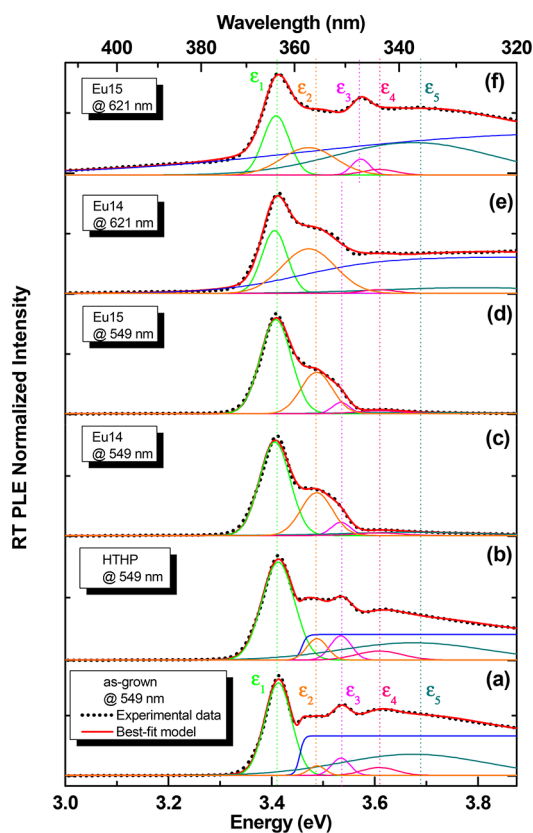 Wavelength (nm)
400 380 360 340 320
Eu15
@ 621 nm
ε1 ε2 ε3 ε4 ε5
(f)
Eu14
@ 621 nm
(e)
Eu15
@ 549 nm
(d)
Eu14
@ 549 nm
(c)
HTHP
@ 549 nm
(b)
as-grown
@ 549 nm
Experimental data
Best-fit model
ε1 ε2 ε3 ε4 ε5
(a)
3.0 3.2 3.4 3.6 3.8
Energy (eV)
RT PLE Normalized Intensity